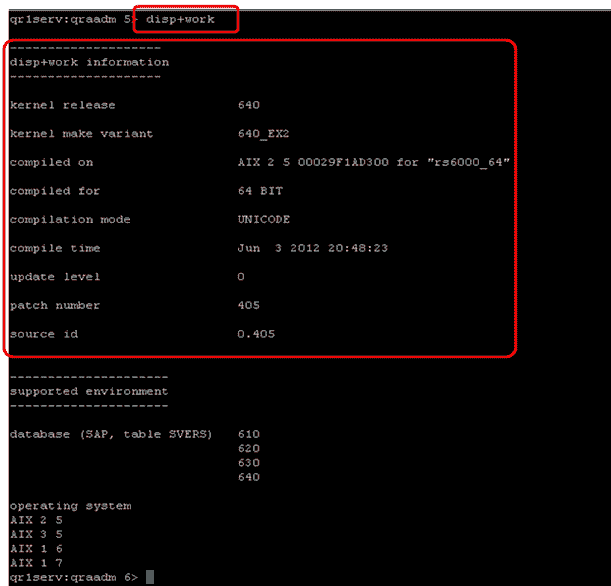 qr1serv:qraadm 5> disp+work
--------------------
disp+work information
--------------------
kernel release 640
kernel make variant 640_EX2
compiled on AIX 2 5 00029F1AD300 for "rs6000_64"
compiled for 64 BIT
compilation mode UNICODE
compile time Jun 3 2012 20:48:23
update level 0
patch number 405
source id 0.405
---------------------
supported environment
---------------------
database (SAP, table SVERS) 610
620
630
640
operating system
AIX 2 5
AIX 3 5
AIX 1 6
AIX 1 7
qr1serv:qraadm 6>